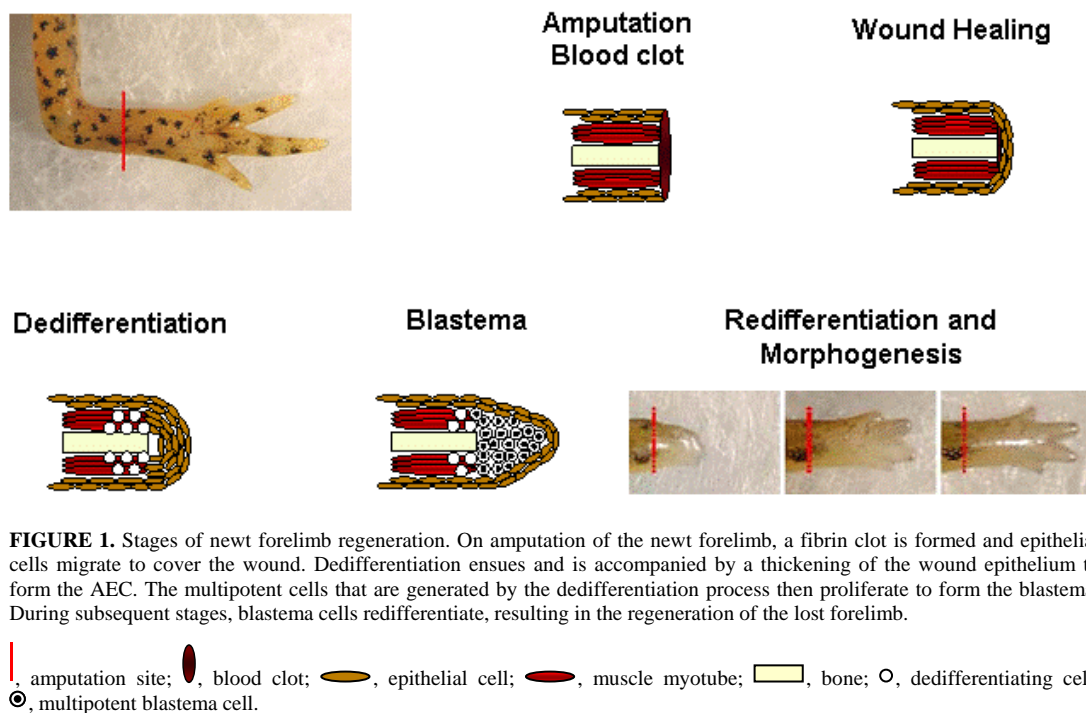 Amputation
Blood clot
Wound Healing
Dedifferentiation
Blastema
Redifferentiation and
Morphogenesis
FIGURE 1. Stages of newt forelimb regeneration. On amputation of the newt forelimb, a fibrin clot is formed and epithelia
cells migrate to cover the wound. Dedifferentiation ensues and is accompanied by a thickening of the wound epithelium t
form the AEC. The multipotent cells that are generated by the dedifferentiation process then proliferate to form the blastema
During subsequent stages, blastema cells redifferentiate, resulting in the regeneration of the lost forelimb.
, amputation site; , blood clot; , epithelial cell; , muscle myotube; , bone; , dedifferentiating cel
, multipotent blastema cell.